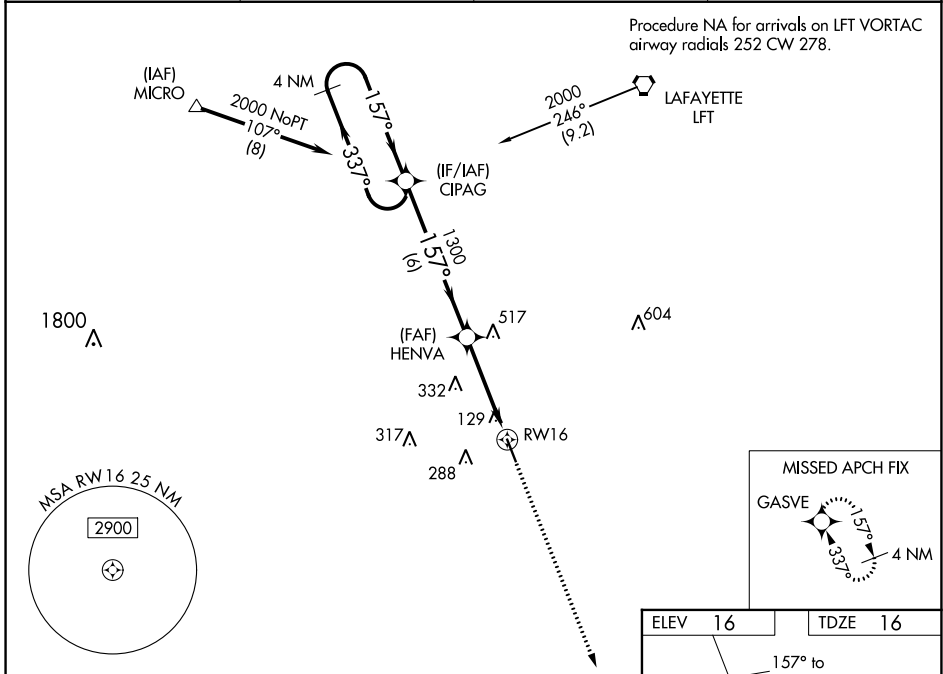 Procedure NA for arrivals on LFT VORTAC
airway radials 252 CW 278.
(IAF)
MICRO
2000 NoPT
107°
(8)
4 NM
157°
337°
2000
246°
(9.2)
LAFAYETTE
LFT
(IF/IAF)
CIPAG
1300
157°
(6)
1800
(FAF)
HENVA
517
604
332
129
RW16
317
288
MSA RW16 25 NM
2900
MISSED APCH FIX
GASVE
157°
337°
4 NM
ELEV 16
TDZE 16
157° to